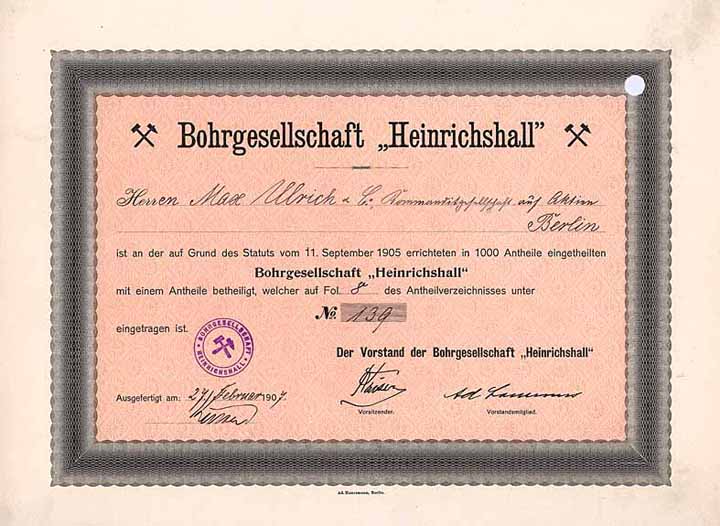 Bohrgesellschaft „Heinrichshall"
Herren Max Ulrich & Co, Kommanditgesellschaft auf Aktien
Berlin
ist an der auf Grund des Statuts vom 11. September 1905 errichteten in 1000 Antheile eingetheilten
Bohrgesellschaft „Heinrichshall"
mit einem Antheile betheiligt, welcher auf Fol. 8 des Antheilverzeichnisses unter
No. 139
eingetragen ist.
BOHRGESELLSCHAFT HEINRICHSHALL
Der Vorstand der Bohrgesellschaft „Heinrichshall"
Ausgefertigt am: 27/Februar 1907.
Kaiser
Vorsitzender. Vorstandsmitglied.